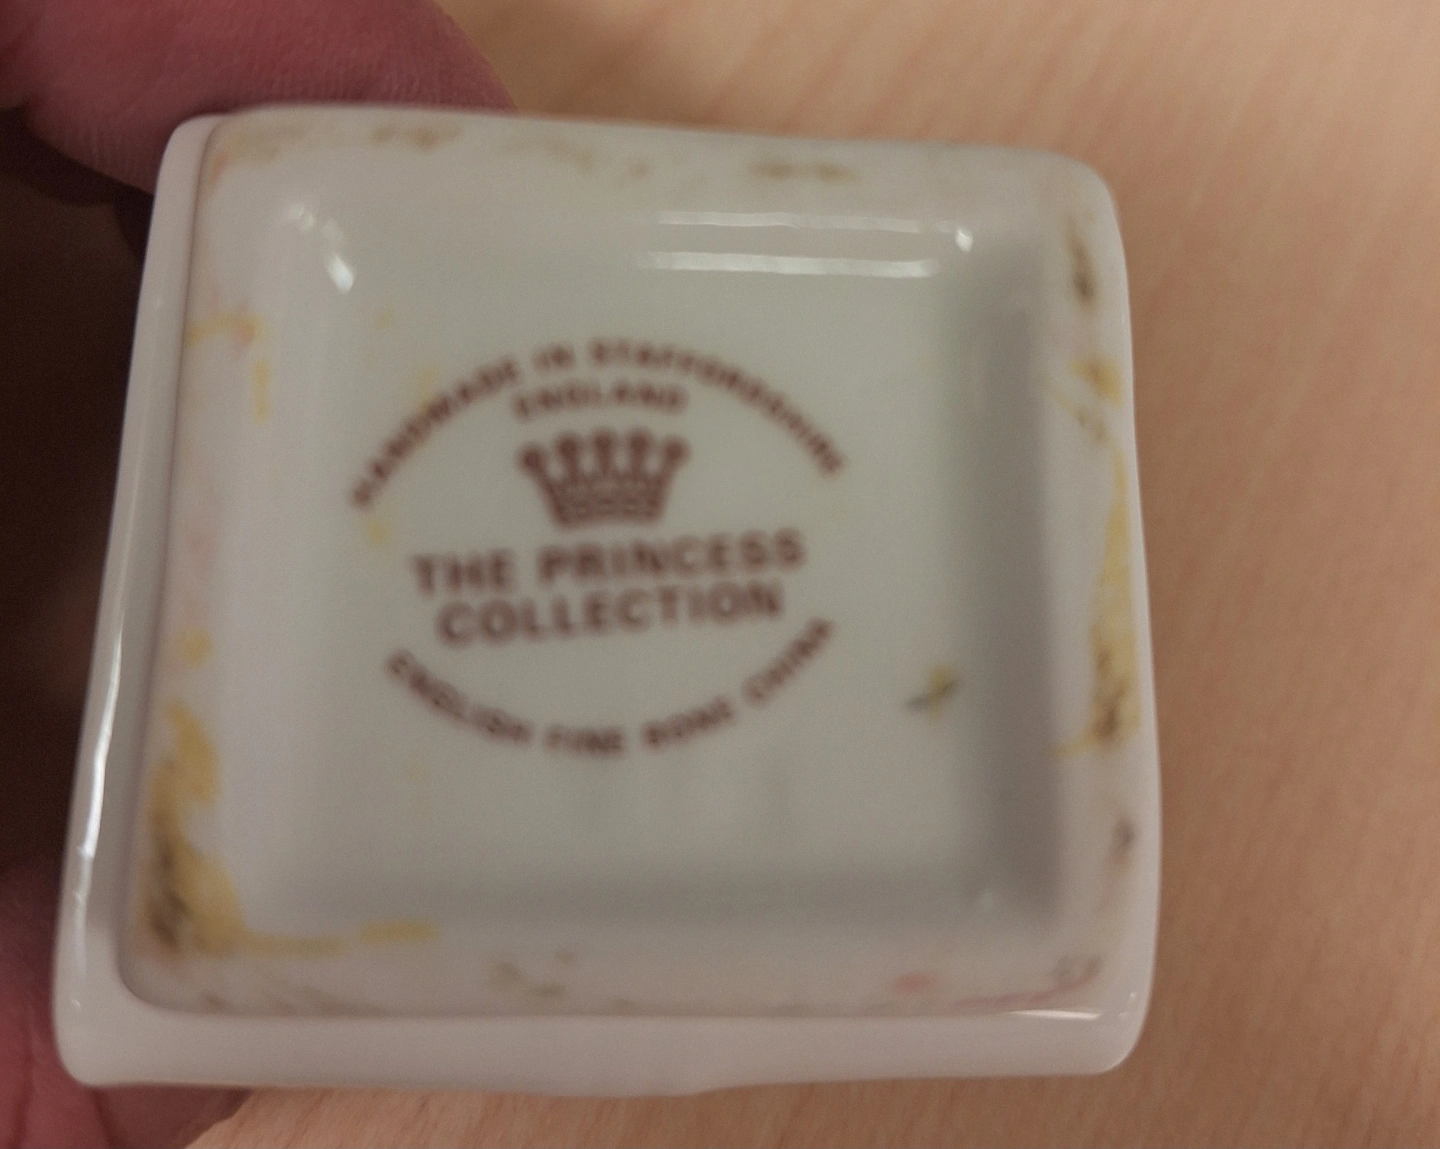 HANDMADE IN STAFFORDSHIRE
ENGLAND
THE PRINCESS
COLLECTION
ENGLISH FINE BONE CHINA